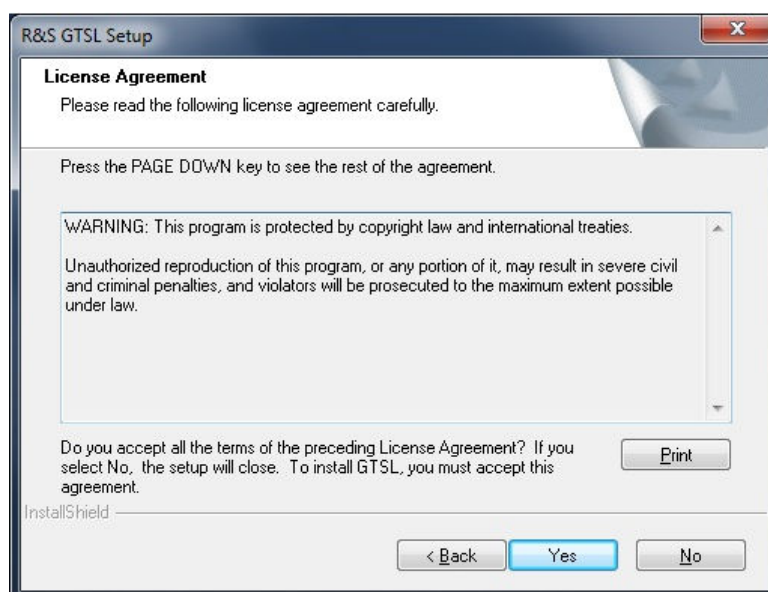 R&S GTSL Setup
License Agreement
Please read the following license agreement carefully.
Press the PAGE DOWN key to see the rest of the agreement.
WARNING: This program is protected by copyright law and international treaties.
Unauthorized reproduction of this program, or any portion of it, may result in severe civil
and criminal penalties, and violators will be prosecuted to the maximum extent possible
under law.
Do you accept all the terms of the preceding License Agreement?  If you
select No,  the setup will close.  To install GTSL, you must accept this
agreement.
Print
InstallShield
< Back
Yes
No